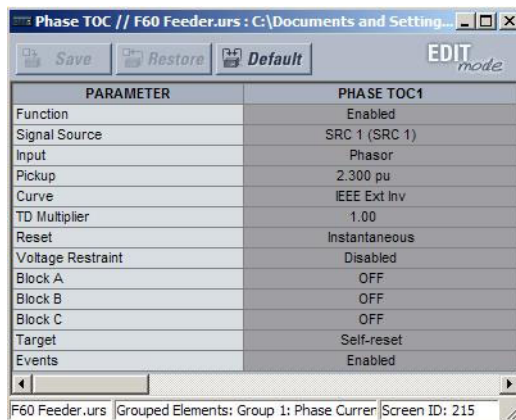 Phase TOC // F60 Feeder.urs : C:\Documents and Setting...
Save Restore Default EDIT mode
PARAMETER PHASE TOC1
Function Enabled
Signal Source SRC 1 (SRC 1)
Input Phasor
Pickup 2.300 pu
Curve IEEE Ext Inv
TD Multiplier 1.00
Reset Instantaneous
Voltage Restraint Disabled
Block A OFF
Block B OFF
Block C OFF
Target Self-reset
Events Enabled
F60 Feeder.urs Grouped Elements: Group 1: Phase Curren Screen ID: 215